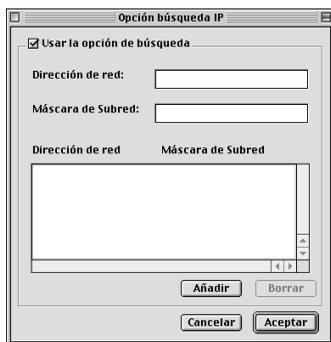 Opción búsqueda IP
Usar la opción de búsqueda
Dirección de red:
Máscara de Subred:
Dirección de red Máscara de Subred
Añadir Borrar
Cancelar Aceptar